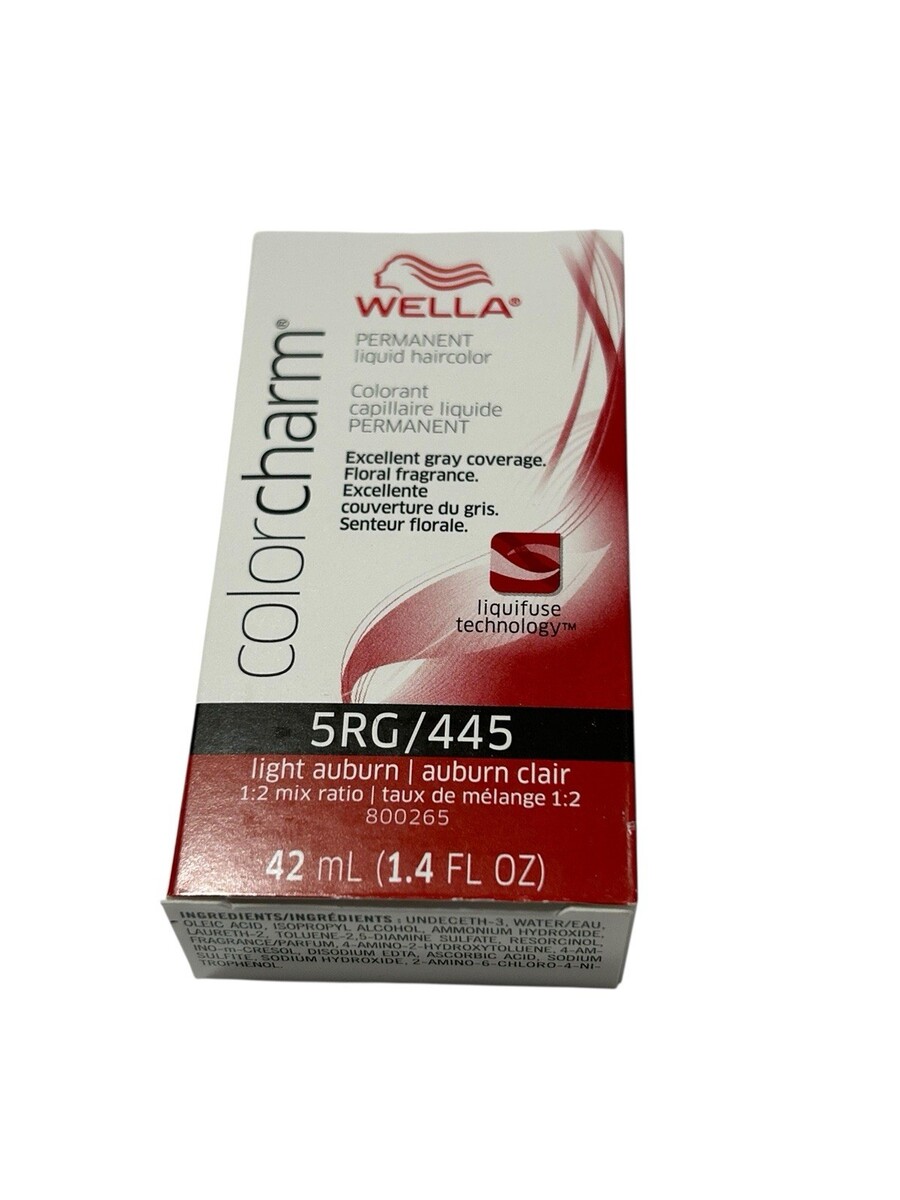 WELLA®
colorcharm®
PERMANENT
liquid haircolor
Colorant
capillaire liquide
PERMANENT
Excellent gray coverage.
Floral fragrance.
Excellente
couverture du gris.
Senteur florale.
liquifuse
technology™
5RG/445
light auburn | auburn clair
1:2 mix ratio | taux de mélange 1:2
800265
42 mL (1.4 FL OZ)
INGREDIENTS/INGRÉDIENTS : UNDECETH-3, WATER/EAU,
OLEIC ACID, ISOPROPYL ALCOHOL, AMMONIUM HYDROXIDE,
LAURETH-2, TOLUENE-2,5-DIAMINE SULFATE, RESORCINOL,
FRAGRANCE/PARFUM, 4-AMINO-2-HYDROXYTOLUENE, 4-AM-
INO-m-CRESOL, DISODIUM EDTA, ASCORBIC ACID, SODIUM
SULFITE, SODIUM HYDROXIDE, 2-AMINO-6-CHLORO-4-NI-
TROPHENOL.